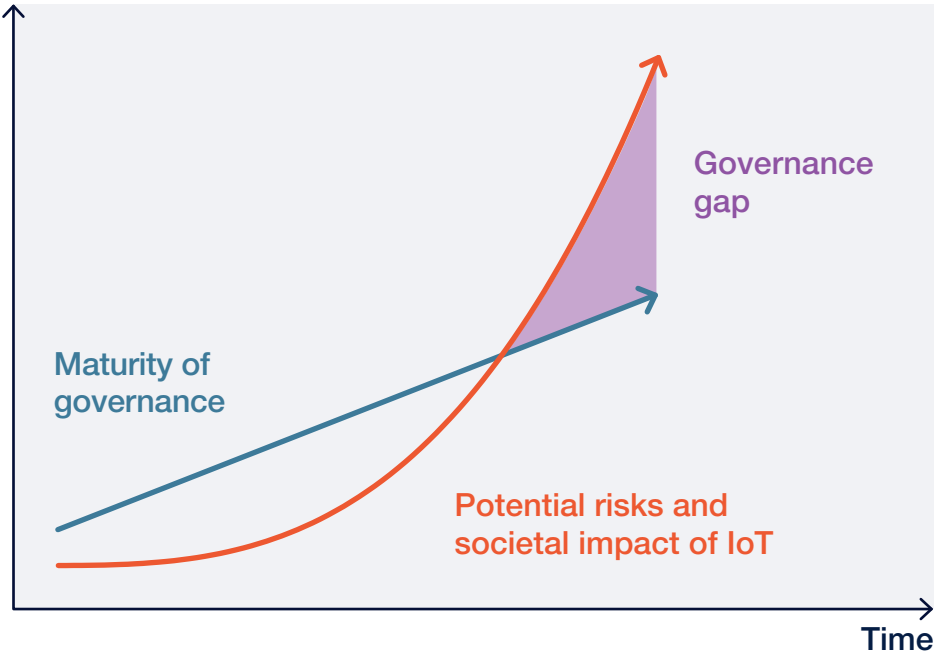 Governance
gap
Maturity of
governance
Potential risks and
societal impact of IoT
Time